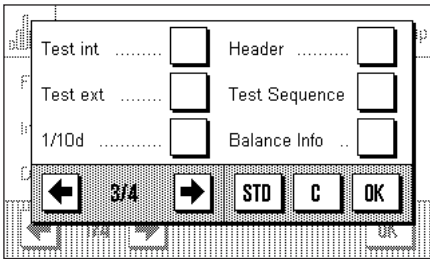 Test int ......... Header ..........
Test ext ........ Test Sequence
1/10d ............ Balance Info ..
3/4 STD C OK